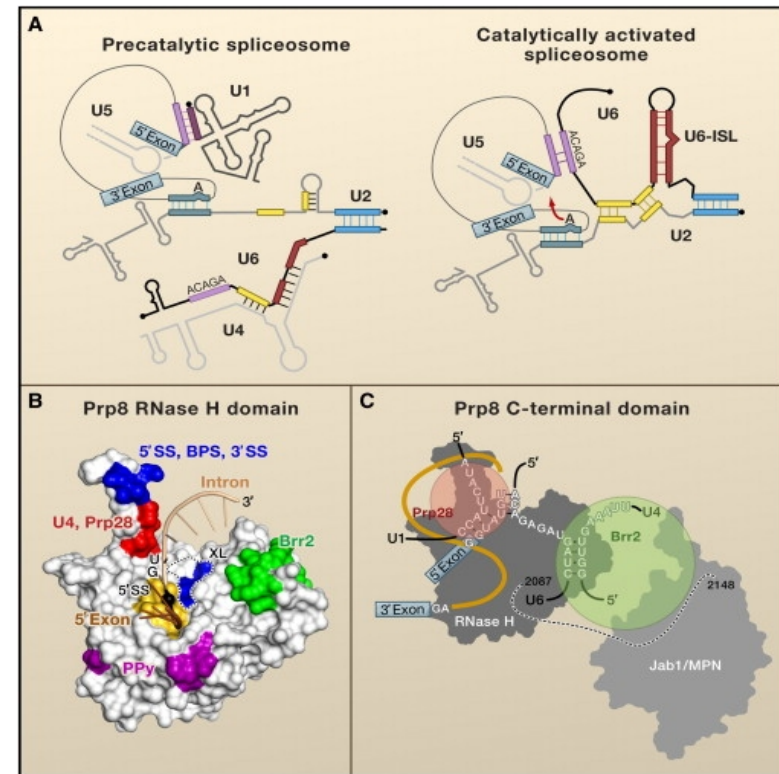 A
Precatalytic spliceosome
U5
U1
5' Exon
3' Exon
A
U2
U6
ACAGA
U4
Catalytically activated
spliceosome
U6
U5
ACAGA
U6-ISL
5' Exon
3' Exon
A
U2
B
Prp8 RNase H domain
5'SS, BPS, 3'SS
Intron
3'
U4, Prp28
XL
Brr2
U
G
5'SS
5'Exon
PPy
C
Prp8 C-terminal domain
5'
5'
Prp28
U1
5' Exon
3' Exon
GA
RNase H
AGAGAU
Brr2
U4
2087
U6
5'
2148
Jab1/MPN